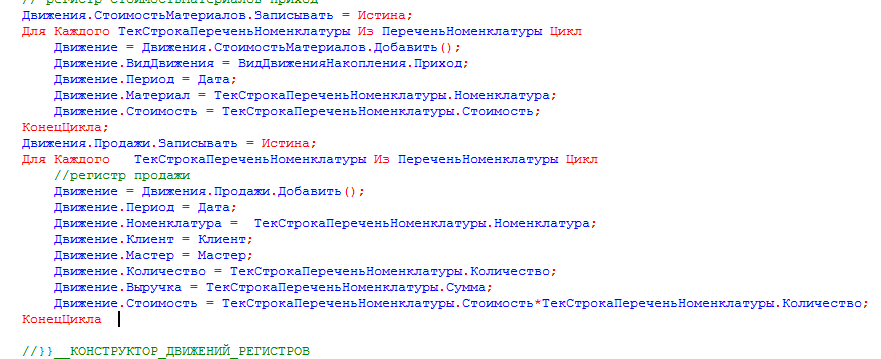 // регистр СтоимостьМатериалов Приход
Движения.СтоимостьМатериалов.Записывать = Истина;
Для Каждого ТекСтрокаПереченьНоменклатуры Из ПереченьНоменклатуры Цикл
    Движение = Движения.СтоимостьМатериалов.Добавить();
    Движение.ВидДвижения = ВидДвиженияНакопления.Приход;
    Движение.Период = Дата;
    Движение.Материал = ТекСтрокаПереченьНоменклатуры.Номенклатура;
    Движение.Стоимость = ТекСтрокаПереченьНоменклатуры.Стоимость;
КонецЦикла;
Движения.Продажи.Записывать = Истина;
Для Каждого   ТекСтрокаПереченьНоменклатуры Из ПереченьНоменклатуры Цикл
    //регистр продажи
    Движение = Движения.Продажи.Добавить();
    Движение.Период = Дата;
    Движение.Номенклатура =  ТекСтрокаПереченьНоменклатуры.Номенклатура;
    Движение.Клиент = Клиент;
    Движение.Мастер = Мастер;
    Движение.Количество = ТекСтрокаПереченьНоменклатуры.Количество;
    Движение.Выручка = ТекСтрокаПереченьНоменклатуры.Сумма;
    Движение.Стоимость = ТекСтрокаПереченьНоменклатуры.Стоимость*ТекСтрокаПереченьНоменклатуры.Количество;
КонецЦикла
//}}__КОНСТРУКТОР_ДВИЖЕНИЙ_РЕГИСТРОВ